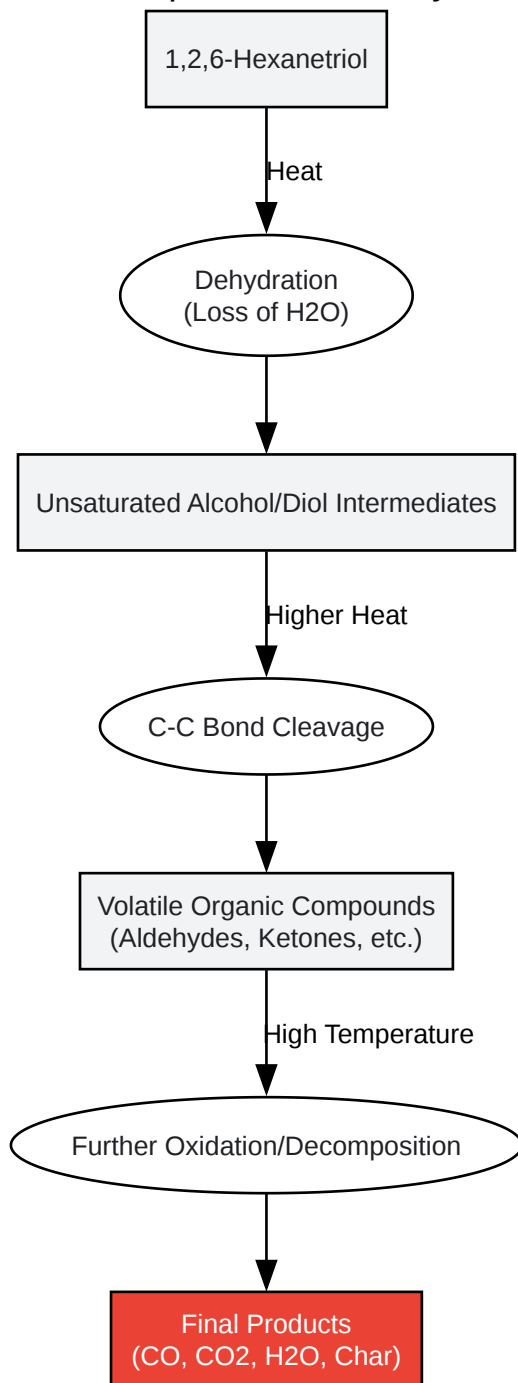 1,2,6-Hexanetriol
Heat
Dehydration
(Loss of H2O)
Unsaturated Alcohol/Diol Intermediates
Higher Heat
C-C Bond Cleavage
Volatile Organic Compounds
(Aldehydes, Ketones, etc.)
High Temperature
Further Oxidation/Decomposition
Final Products
(CO, CO2, H2O, Char)